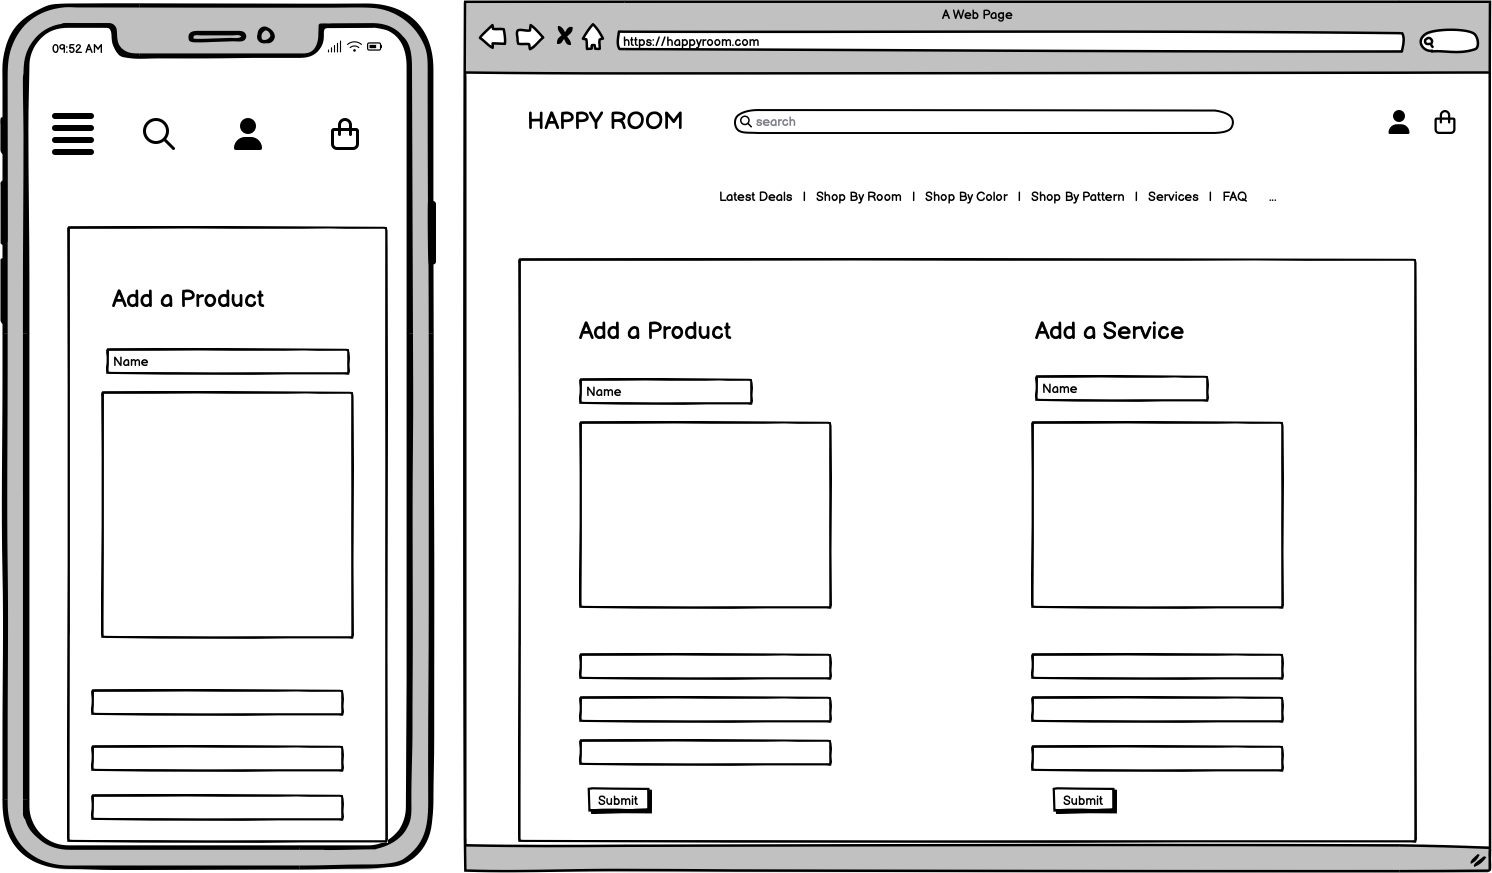 09:52 AM
Add a Product
Name
A Web Page
https://happyroom.com
HAPPY ROOM
search
Latest Deals | Shop By Room | Shop By Color | Shop By Pattern | Services | FAQ ...
Add a Product
Name
Submit
Add a Service
Name
Submit